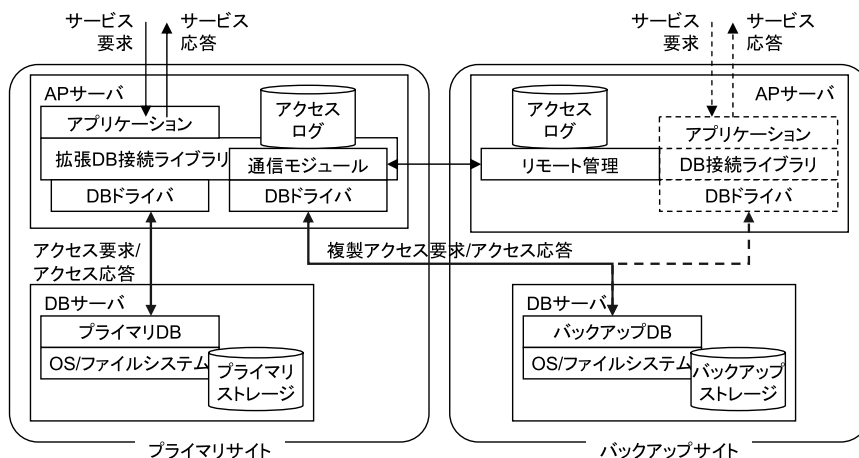 サービス
要求
サービス
応答
APサーバ
アプリケーション
アクセス
ログ
拡張DB接続ライブラリ
通信モジュール
DBドライバ
DBドライバ
アクセス要求/
アクセス応答
複製アクセス要求/アクセス応答
DBサーバ
プライマリDB
OS/ファイルシステム
プライマリ
ストレージ
プライマリサイト
サービス
要求
サービス
応答
APサーバ
アクセス
ログ
リモート管理
アプリケーション
DB接続ライブラリ
DBドライバ
DBサーバ
バックアップDB
OS/ファイルシステム
バックアップ
ストレージ
バックアップサイト